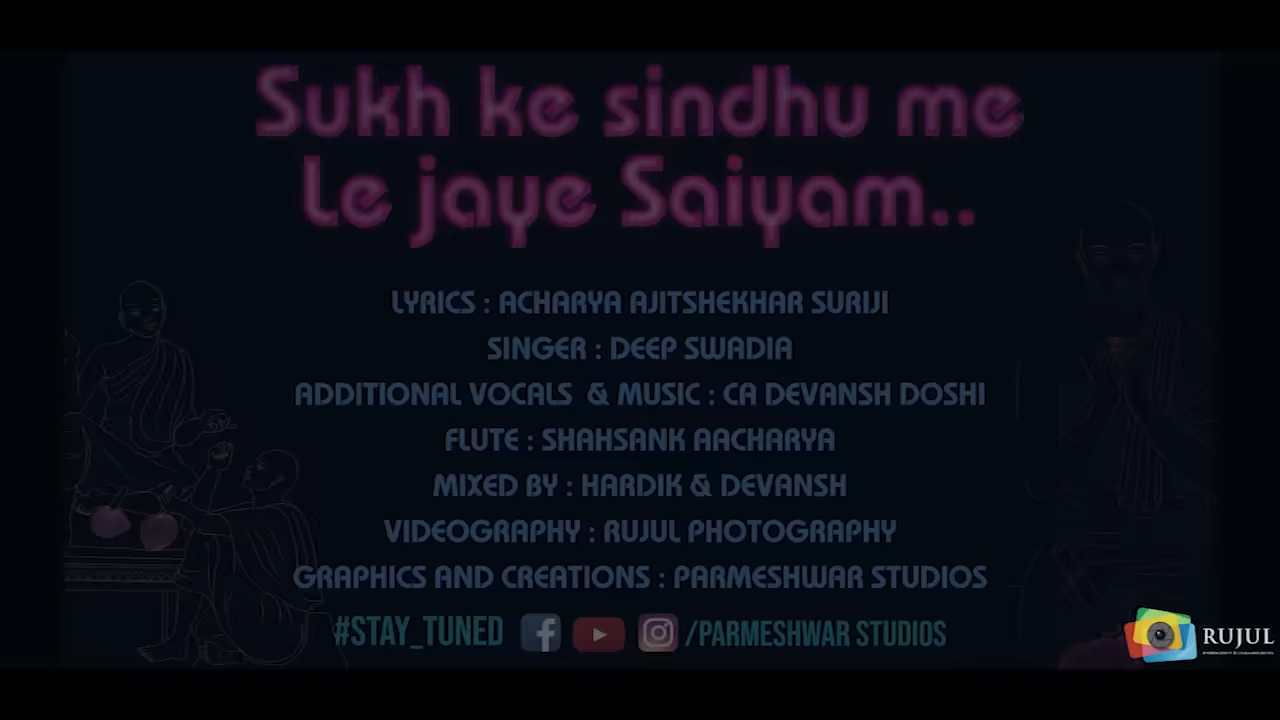 Sukh ke sindhu me
Le jaye Saiyam..
LYRICS : ACHARYA AJITSHEKHAR SURIJI
SINGER : DEEP SWADIA
ADDITIONAL VOCALS & MUSIC : CA DEVANSH DOSHI
FLUTE : SHAHSANK AACHARYA
MIXED BY : HARDIK & DEVANSH
VIDEOGRAPHY : RUJUL PHOTOGRAPHY
GRAPHICS AND CREATIONS : PARMESHWAR STUDIOS
#STAY_TUNED /PARMESHWAR STUDIOS
RUJUL